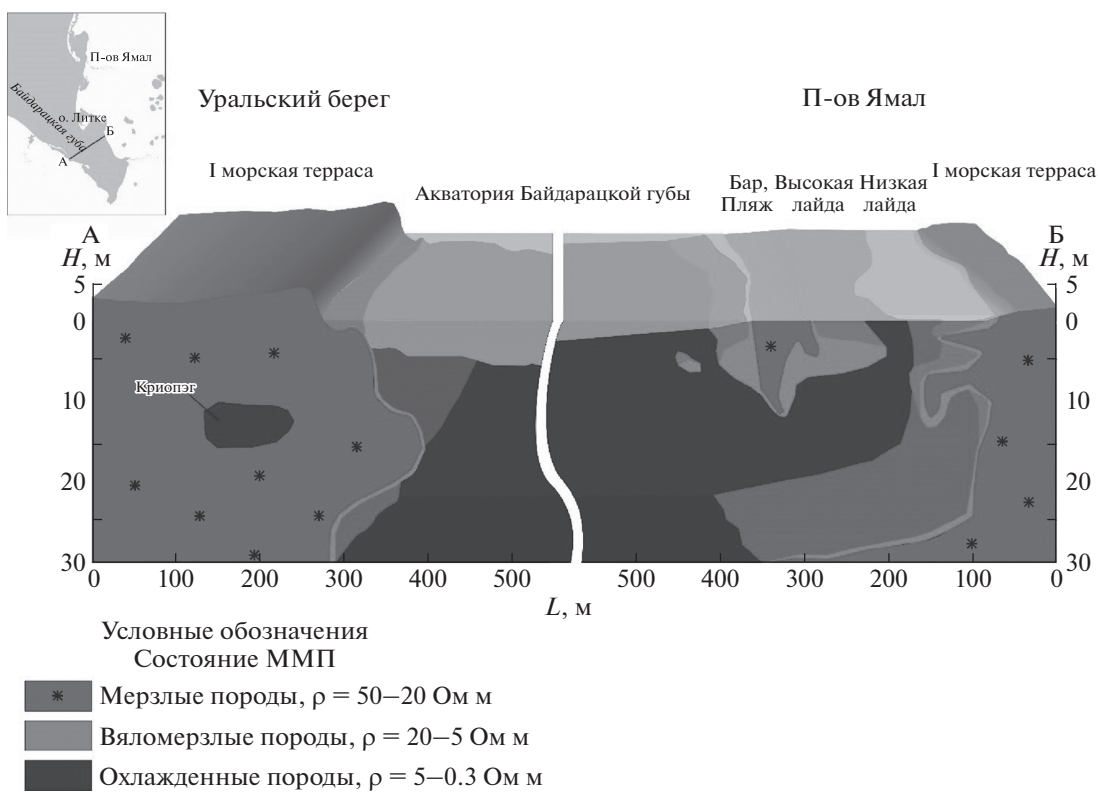 П-ов Ямал
Байдарацкая губа
о. Литке
Б
А
Уральский берег
П-ов Ямал
I морская терраса
Акватория Байдарацкой губы
Бар,
Пляж
Высокая
лайда
Низкая
лайда
I морская терраса
А
H, м
5
0
10
20
30
Б
H, м
5
0
10
20
30
Криопэг
0 100 200 300 400 500 500 400 300 200 100 0
L, м
Условные обозначения
Состояние ММП
Мерзлые породы, ρ = 50–20 Ом м
Вяломерзлые породы, ρ = 20–5 Ом м
Охлажденные породы, ρ = 5–0.3 Ом м